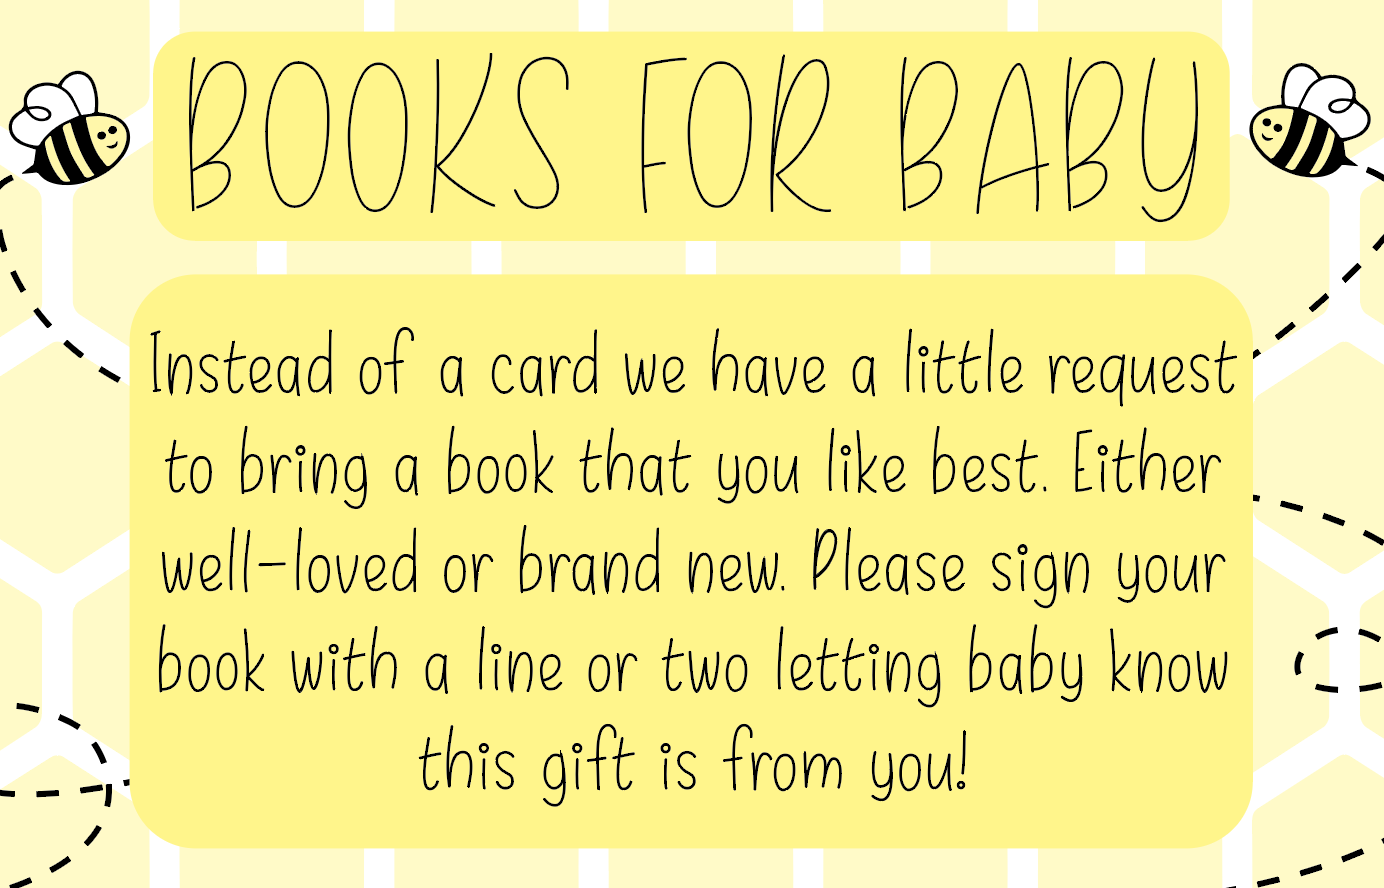 BOOKS FOR BABY
Instead of a card we have a little request
to bring a book that you like best. Either
well-loved or brand new. Please sign your
book with a line or two letting baby know
this gift is from you!